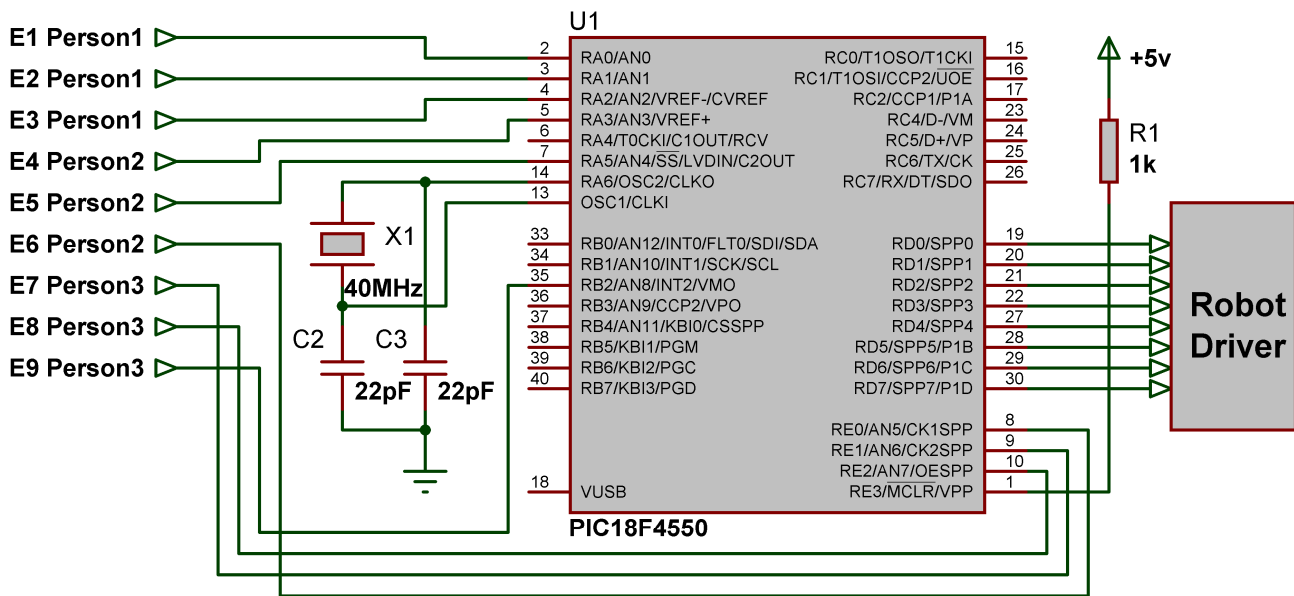 E1 Person1
E2 Person1
E3 Person1
E4 Person2
E5 Person2
E6 Person2
E7 Person3
E8 Person3
E9 Person3
X1
40MHz
C2
22pF
C3
22pF
U1
2 RA0/AN0
3 RA1/AN1
4 RA2/AN2/VREF-/CVREF
5 RA3/AN3/VREF+
6 RA4/T0CKI/C1OUT/RCV
7 RA5/AN4/SS/LVDIN/C2OUT
14 RA6/OSC2/CLKO
13 OSC1/CLKI
33 RB0/AN12/INT0/FLT0/SDI/SDA
34 RB1/AN10/INT1/SCK/SCL
35 RB2/AN8/INT2/VMO
36 RB3/AN9/CCP2/VPO
37 RB4/AN11/KBI0/CSSPP
38 RB5/KBI1/PGM
39 RB6/KBI2/PGC
40 RB7/KBI3/PGD
18 VUSB
RC0/T1OSO/T1CKI 15
RC1/T1OSI/CCP2/UOE 16
RC2/CCP1/P1A 17
RC4/D-/VM 23
RC5/D+/VP 24
RC6/TX/CK 25
RC7/RX/DT/SDO 26
RD0/SPP0 19
RD1/SPP1 20
RD2/SPP2 21
RD3/SPP3 22
RD4/SPP4 27
RD5/SPP5/P1B 28
RD6/SPP6/P1C 29
RD7/SPP7/P1D 30
RE0/AN5/CK1SPP 8
RE1/AN6/CK2SPP 9
RE2/AN7/OESPP 10
RE3/MCLR/VPP 1
PIC18F4550
+5v
R1
1k
Robot
Driver